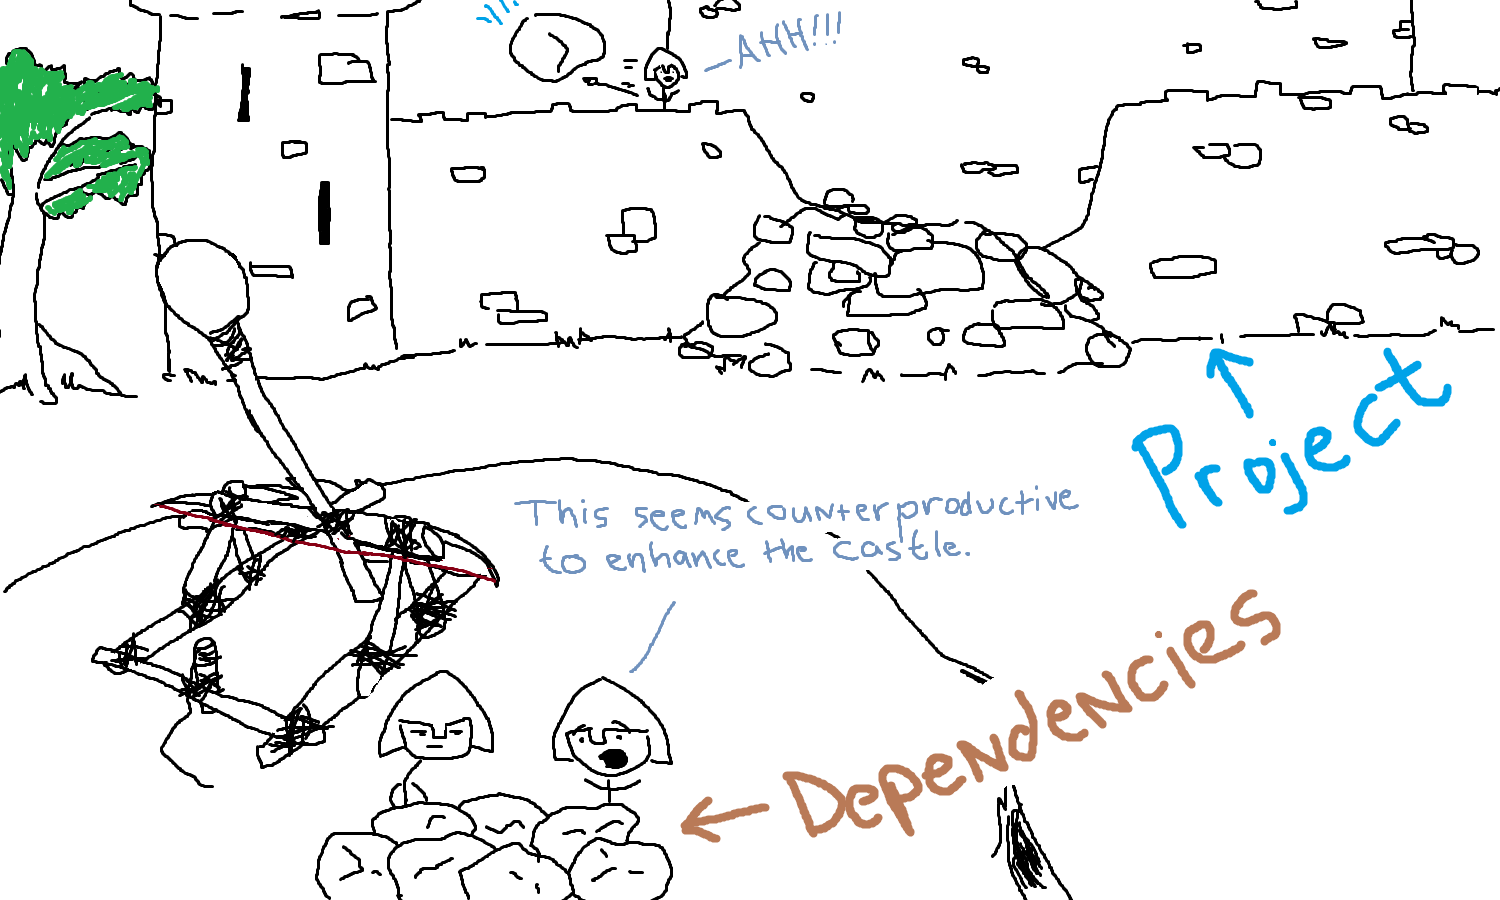 —AHH!!!
Project
This seems counterproductive
to enhance the castle.
Dependencies